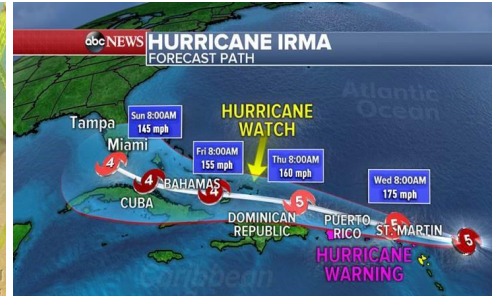 abc NEWS HURRICANE IRMA
FORECAST PATH
Atlantic
Ocean
Tampa
Miami
Sun 8:00AM
145 mph
HURRICANE
WATCH
Fri 8:00AM
155 mph
Thu 8:00AM
160 mph
Wed 8:00AM
175 mph
4
4
BAHAMAS
4
CUBA
5
DOMINICAN
REPUBLIC
PUERTO
RICO
5
ST. MARTIN
5
HURRICANE
WARNING
Caribbean